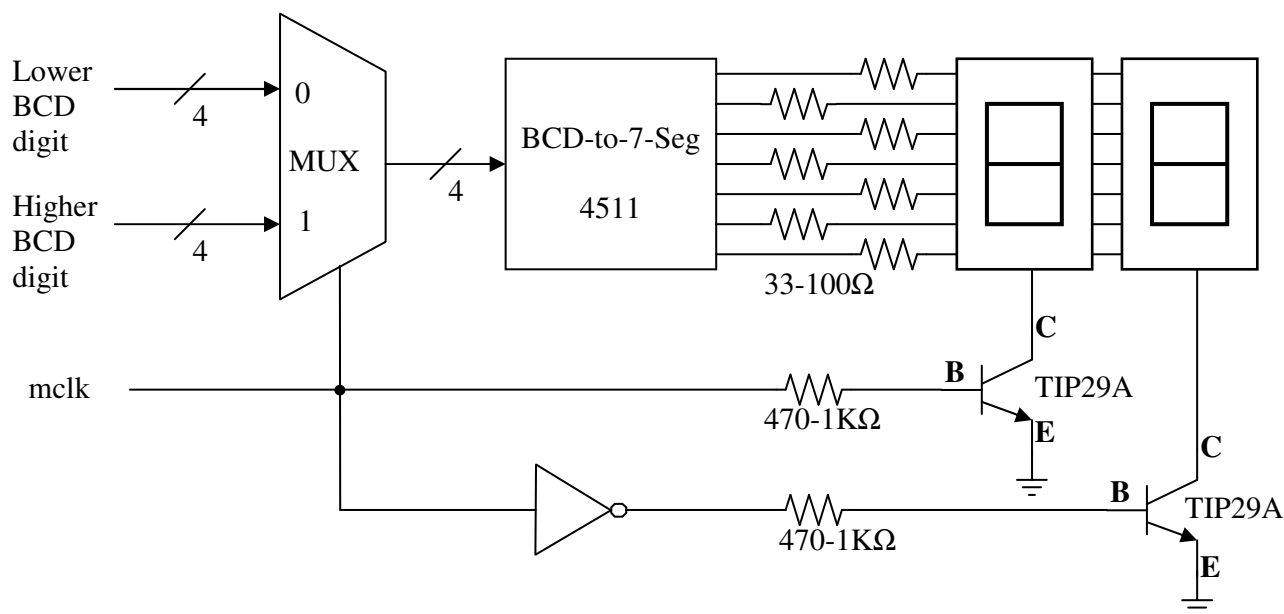 Lower
BCD
digit
4
0
MUX
4
Higher
BCD
digit
4
1
BCD-to-7-Seg
4511
33-100Ω
C
B
TIP29A
E
mclk
470-1KΩ
C
B
TIP29A
E
470-1KΩ